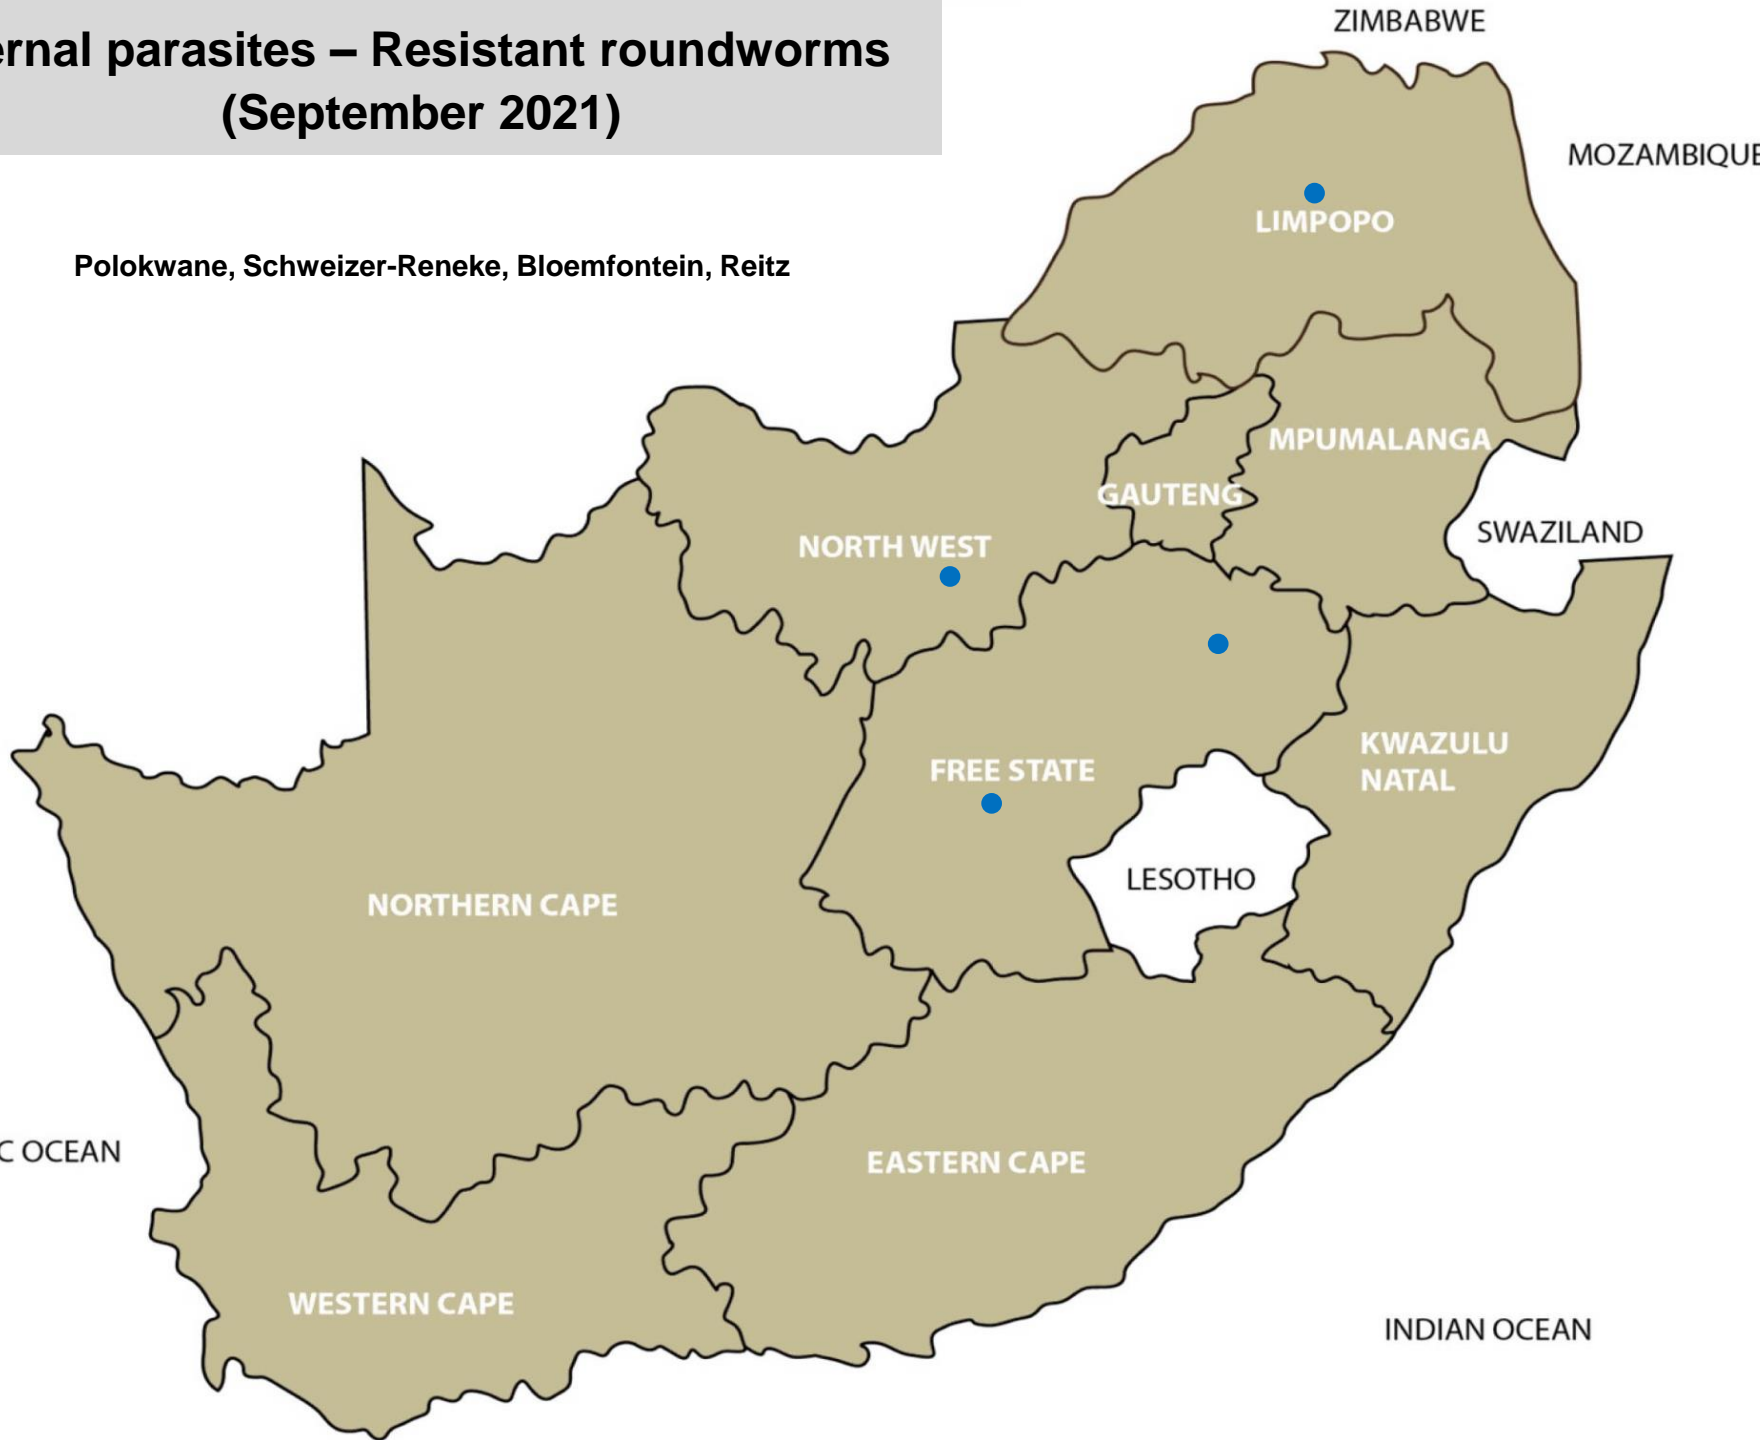 ernal parasites – Resistant roundworms
(September 2021)
ZIMBABWE
MOZAMBIQUE
LIMPOPO
Polokwane, Schweizer-Reneke, Bloemfontein, Reitz
MPUMALANGA
GAUTENG
SWAZILAND
NORTH WEST
KWAZULU
NATAL
FREE STATE
LESOTHO
NORTHERN CAPE
C OCEAN
EASTERN CAPE
WESTERN CAPE
INDIAN OCEAN